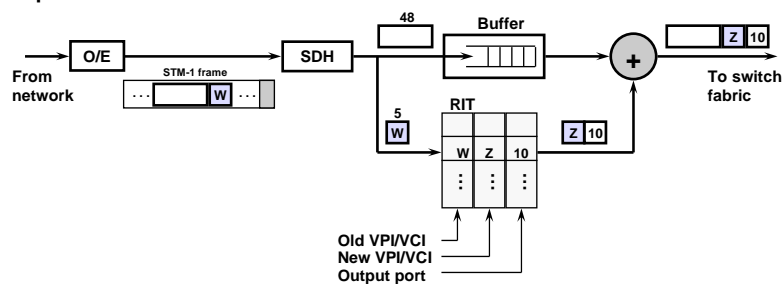 48
Buffer
Z 10
O/E
SDH
+
From
network
STM-1 frame
... W ...
To switch
fabric
5
W
RIT
W Z 10
Z 10
Old VPI/VCI
New VPI/VCI
Output port